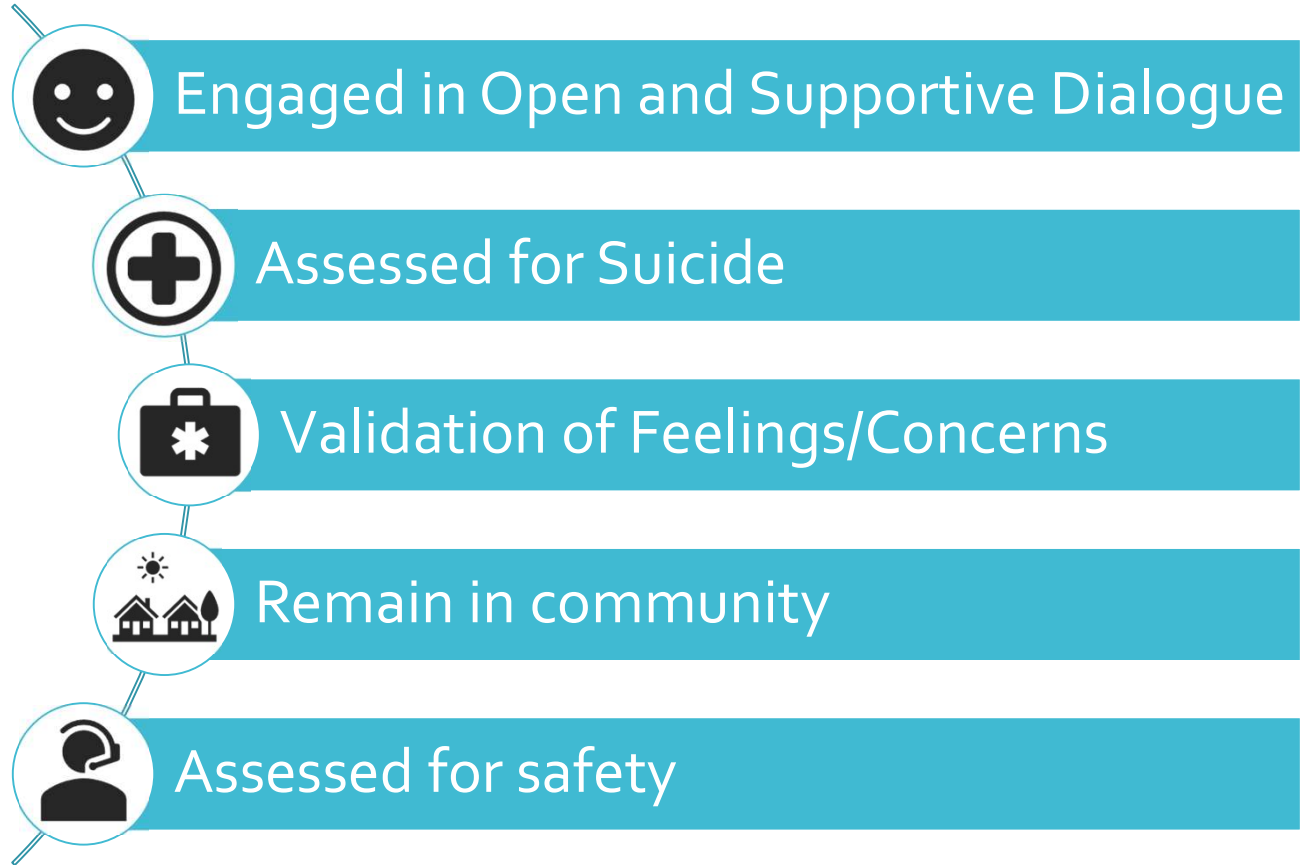 Engaged in Open and Supportive Dialogue
Assessed for Suicide
Validation of Feelings/Concerns
Remain in community
Assessed for safety